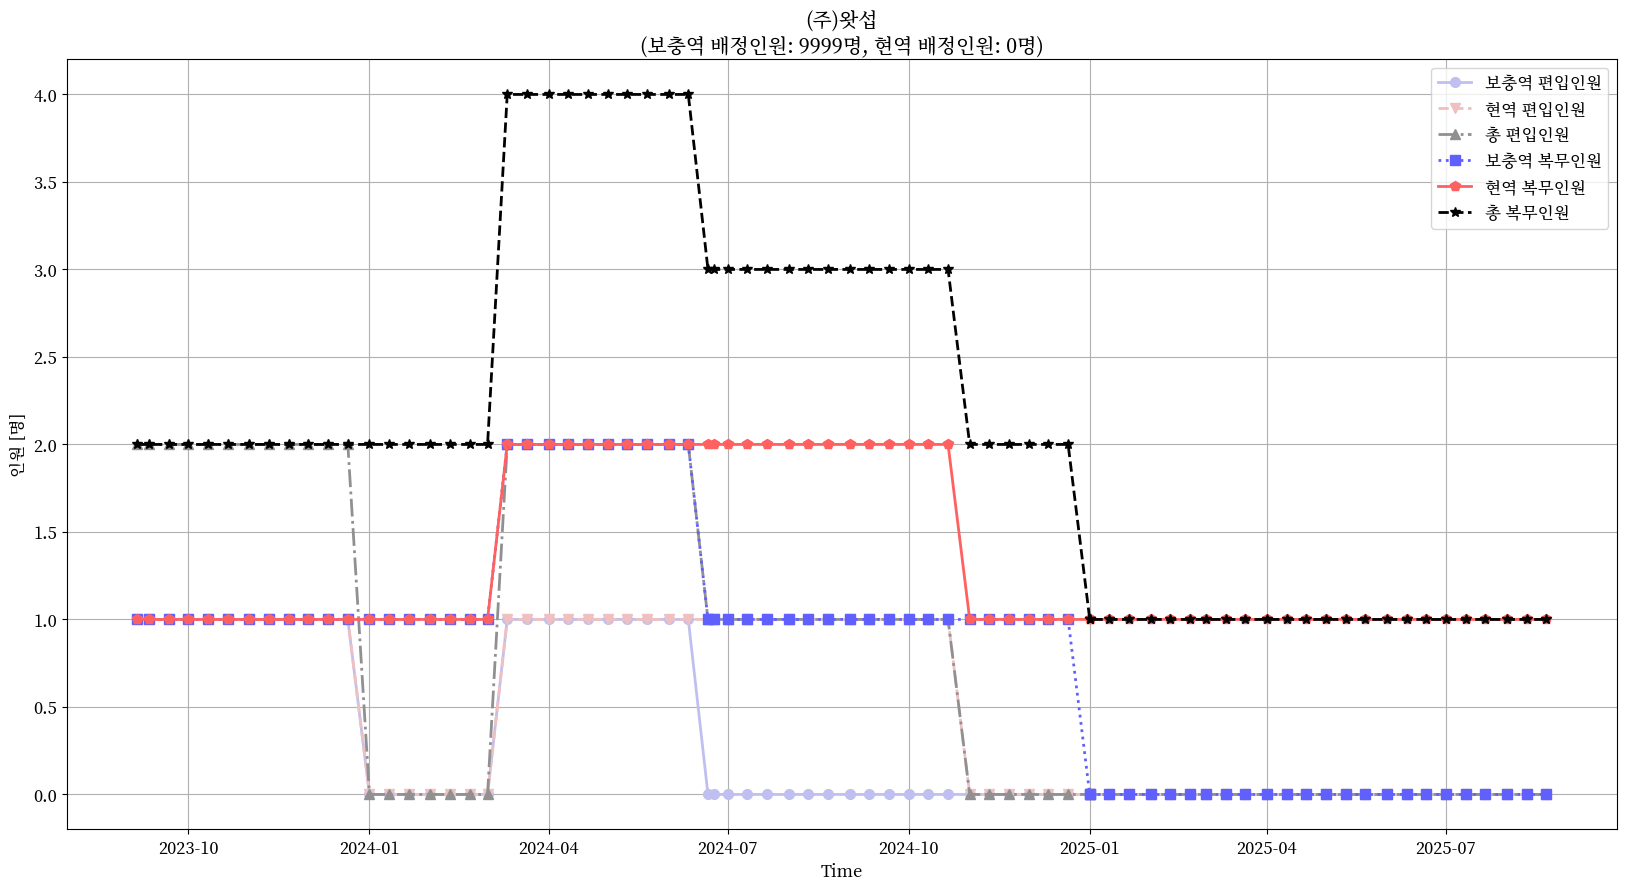 (주)왓섭
(보충역 배정인원: 9999명, 현역 배정인원: 0명)
보충역 편입인원
현역 편입인원
총 편입인원
보충역 복무인원
현역 복무인원
총 복무인원
인원 [명]
4.0
3.5
3.0
2.5
2.0
1.5
1.0
0.5
0.0
2023-10 2024-01 2024-04 2024-07 2024-10 2025-01 2025-04 2025-07
Time